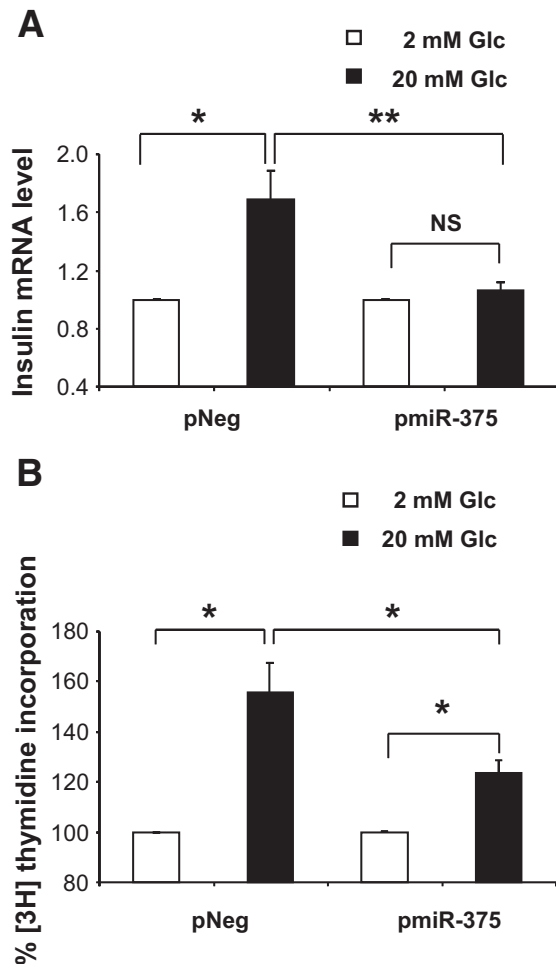 A
2 mM Glc
20 mM Glc
*
**
NS
Insulin mRNA level
2.0
1.6
1.2
0.8
0.4
pNeg
pmiR-375
B
2 mM Glc
20 mM Glc
*
*
*
% [3H] thymidine incorporation
180
160
140
120
100
80
pNeg
pmiR-375